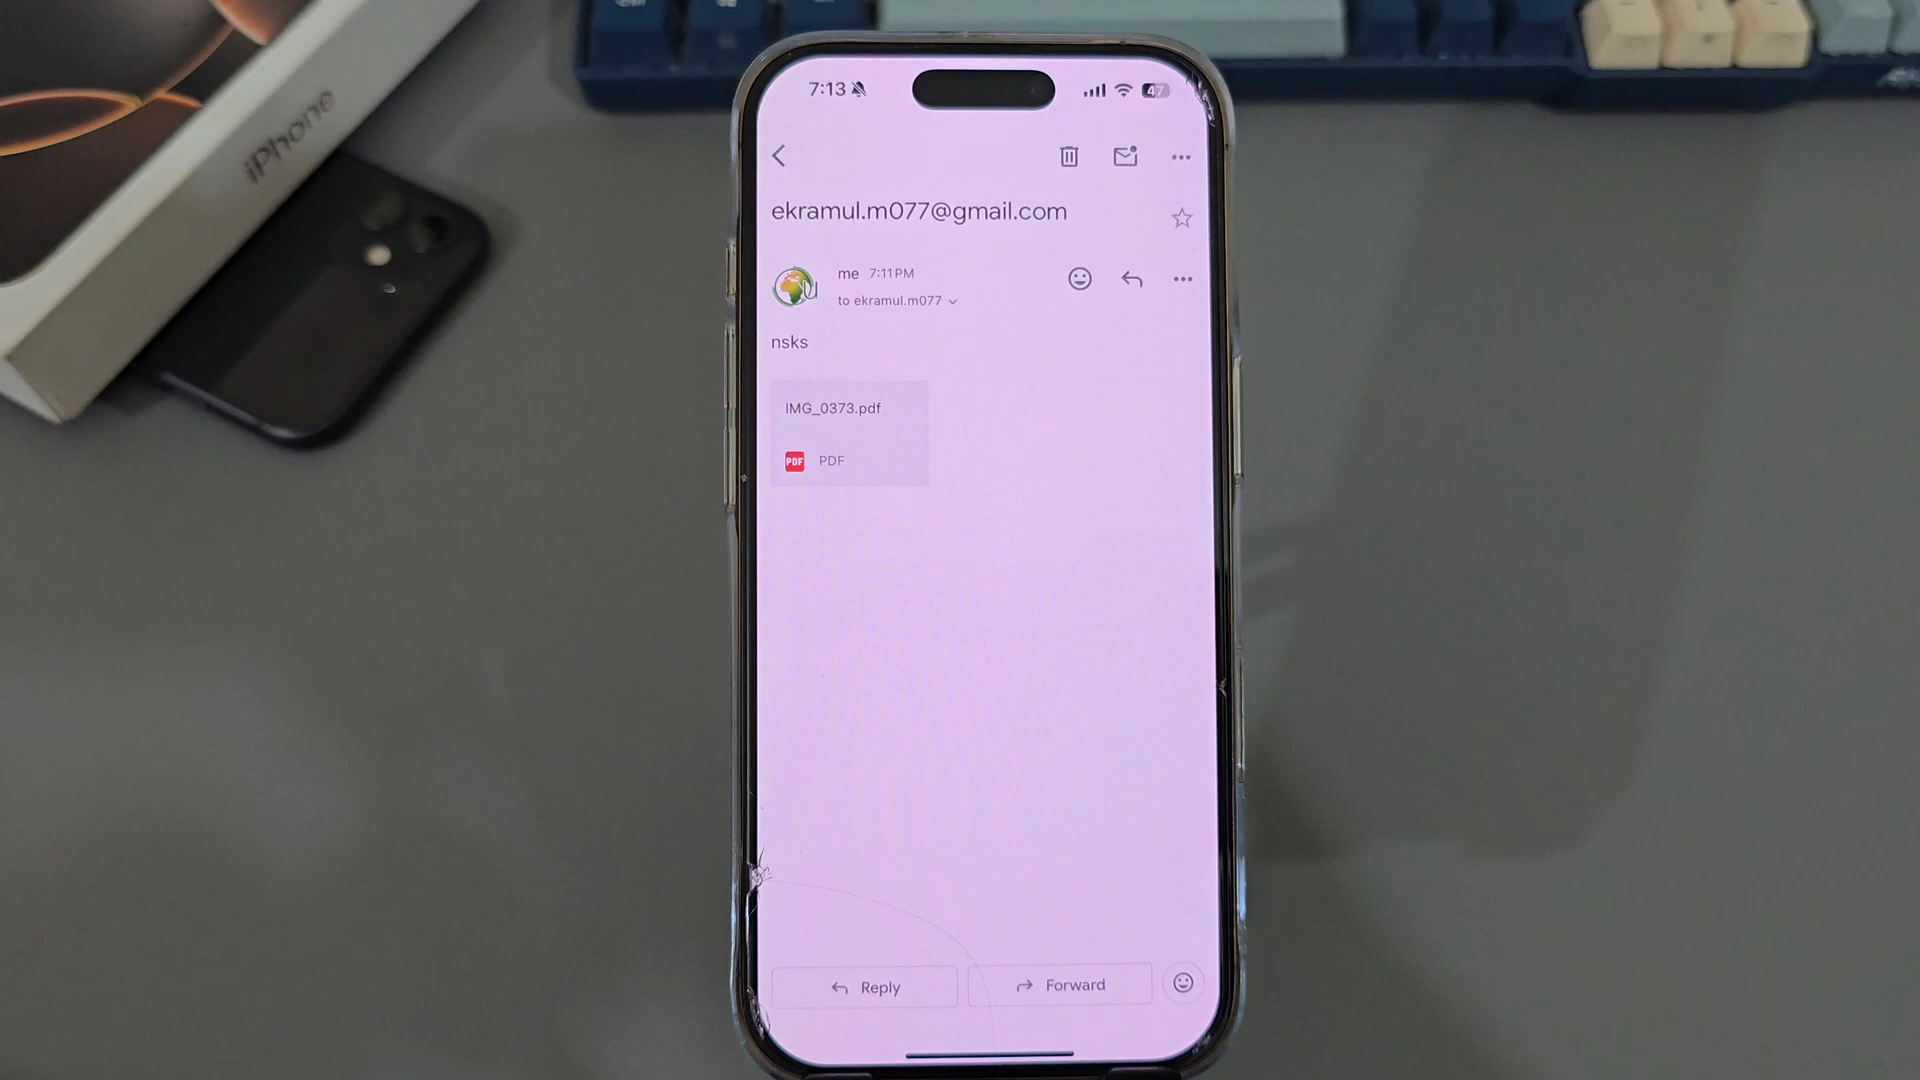 iPhone
7:13 47
ekramul.m077@gmail.com
me 7:11 PM
to ekramul.m077
nsks
IMG_0373.pdf
PDF PDF
Reply Forward